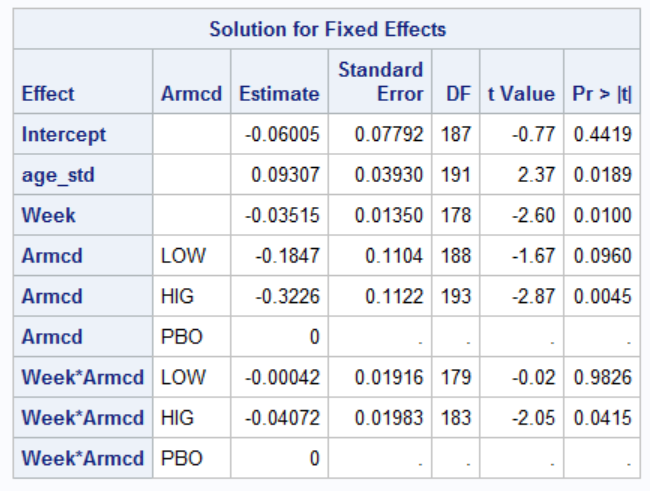 Solution for Fixed Effects
Effect Armcd Estimate Standard Error DF t Value Pr > |t|
Intercept -0.06005 0.07792 187 -0.77 0.4419
age_std 0.09307 0.03930 191 2.37 0.0189
Week -0.03515 0.01350 178 -2.60 0.0100
Armcd LOW -0.1847 0.1104 188 -1.67 0.0960
Armcd HIG -0.3226 0.1122 193 -2.87 0.0045
Armcd PBO 0 . . . .
Week*Armcd LOW -0.00042 0.01916 179 -0.02 0.9826
Week*Armcd HIG -0.04072 0.01983 183 -2.05 0.0415
Week*Armcd PBO 0 . . . .